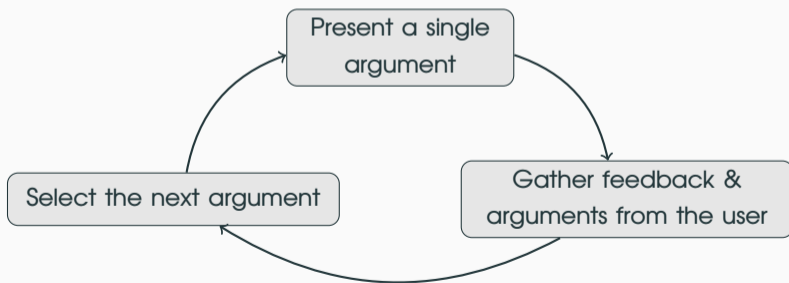 Present a single
argument
Select the next argument
Gather feedback &
arguments from the user